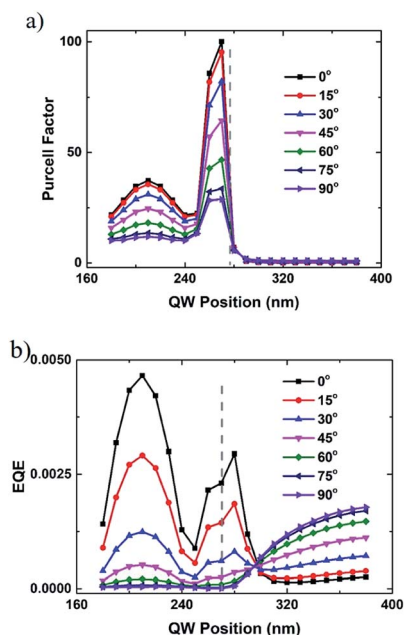 a)
100
50
0
Purcell Factor
0°
15°
30°
45°
60°
75°
90°
160 240 320 400
QW Position (nm)
b)
0.0050
0.0025
0.0000
EQE
0°
15°
30°
45°
60°
75°
90°
160 240 320 400
QW Position (nm)